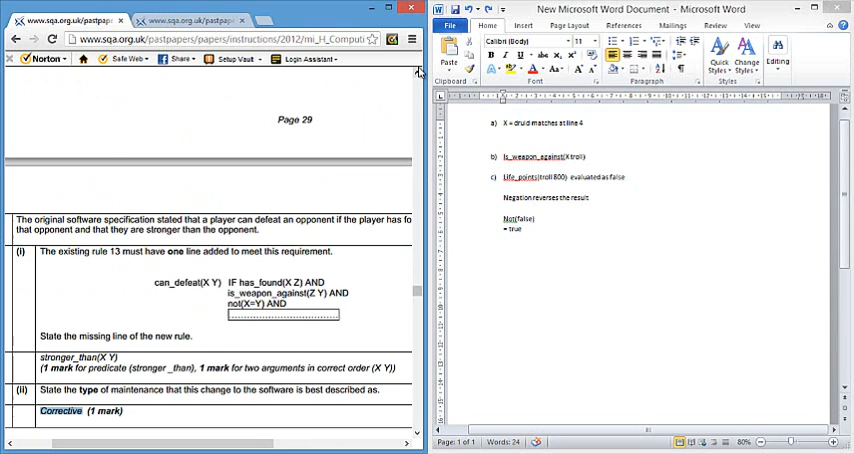 www.sqa.org.uk/pastpap
www.sqa.org.uk/pastpap
www.sqa.org.uk/pastpapers/papers/instructions/2012/mi_H_Computi
Norton
Safe Web
Share
Setup Vault
Login Assistant
Page 29
The original software specification stated that a player can defeat an opponent if the player has fo
that opponent and that they are stronger than the opponent.
(i) The existing rule 13 must have one line added to meet this requirement.
can_defeat(X Y) IF has_found(X Z) AND
is_weapon_against(Z Y) AND
not(X=Y) AND
State the missing line of the new rule.
stronger_than(X Y)
(1 mark for predicate (stronger _than), 1 mark for two arguments in correct order (X Y))
(ii) State the type of maintenance that this change to the software is best described as.
Corrective (1 mark)
New Microsoft Word Document - Microsoft Word
File Home Insert Page Layout References Mailings Review View
Calibri (Body) 11
Paste
Quick Styles
Change Styles
Editing
Clipboard Font Paragraph Styles
a) X = druid matches at line 4
b) Is_weapon_against(X troll)
c) Life_points(troll 800) evaluated as false
Negation reverses the result
Not(false)
= true
Page: 1 of 1 Words: 24 80%